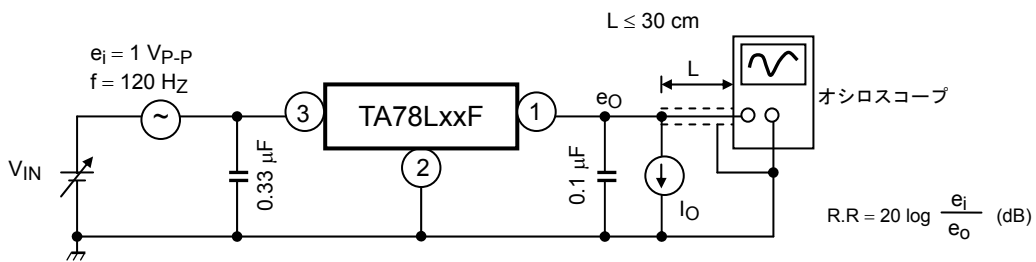 L ≤ 30 cm
ei = 1 VP-P
f = 120 HZ
L
~
3
TA78LxxF
1
eO
オシロスコープ
2
VIN
0.33 μF
0.1 μF
IO
R.R = 20 log ei/eo (dB)